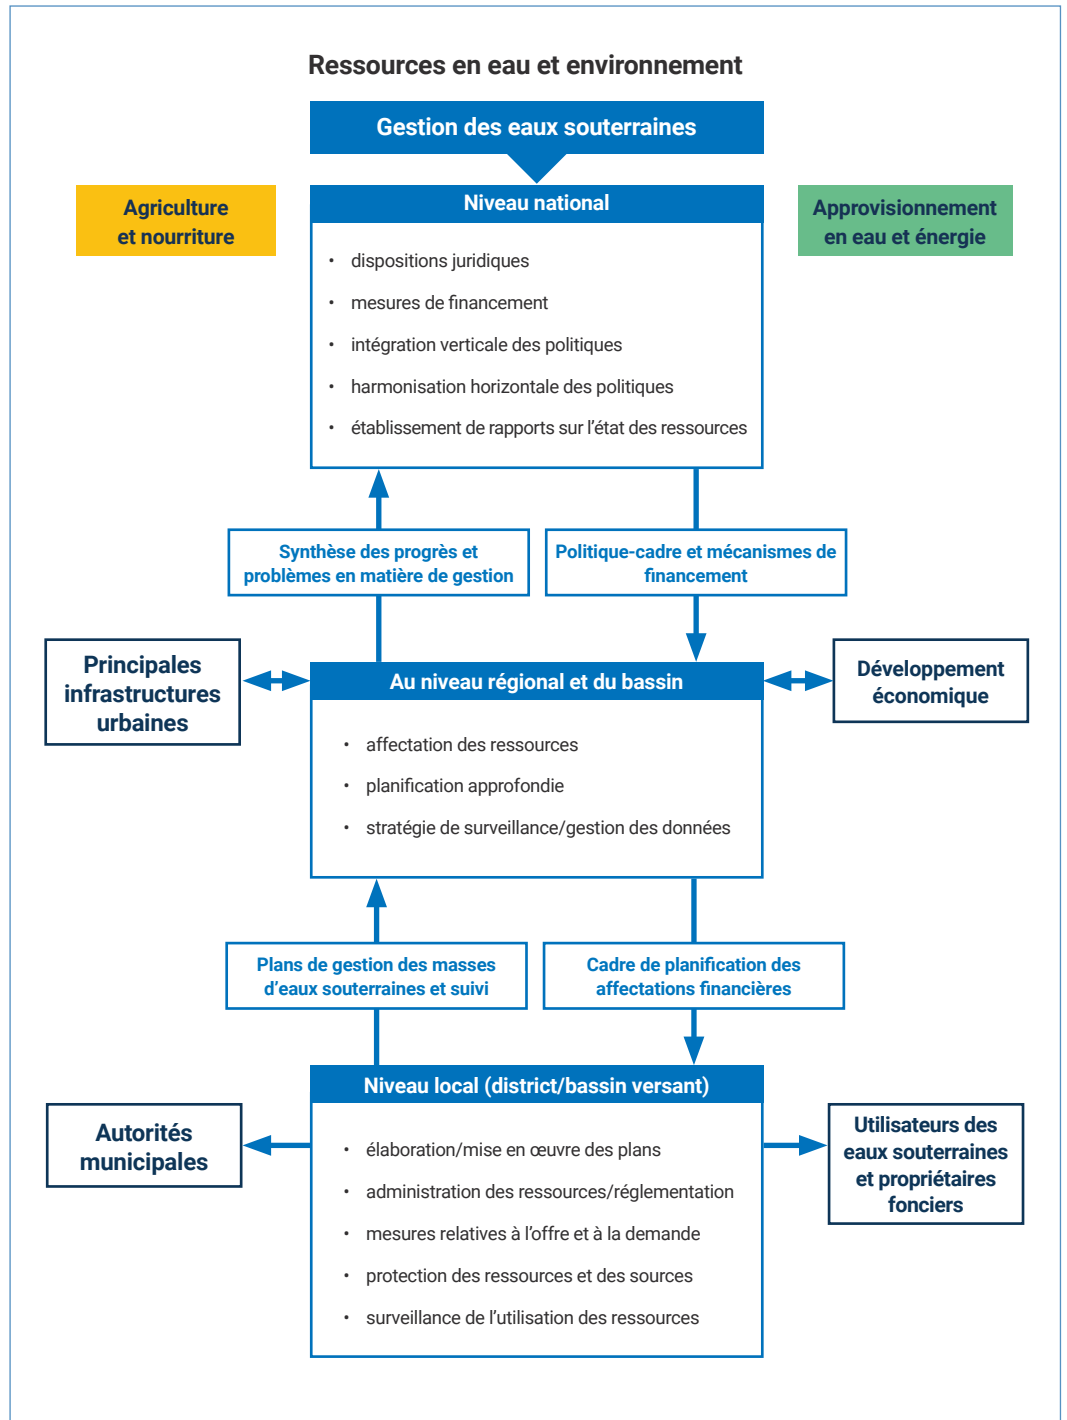 Ressources en eau et environnement
Gestion des eaux souterraines
Agriculture
et nourriture
Niveau national
Approvisionnement
en eau et énergie
• dispositions juridiques
• mesures de financement
• intégration verticale des politiques
• harmonisation horizontale des politiques
• établissement de rapports sur l’état des ressources
Synthèse des progrès et
problèmes en matière de gestion
Politique-cadre et mécanismes de
financement
Principales
infrastructures
urbaines
Au niveau régional et du bassin
Développement
économique
• affectation des ressources
• planification approfondie
• stratégie de surveillance/gestion des données
Plans de gestion des masses
d’eaux souterraines et suivi
Cadre de planification des
affectations financières
Niveau local (district/bassin versant)
Autorités
municipales
Utilisateurs des
eaux souterraines
et propriétaires
fonciers
• élaboration/mise en œuvre des plans
• administration des ressources/réglementation
• mesures relatives à l’offre et à la demande
• protection des ressources et des sources
• surveillance de l’utilisation des ressources